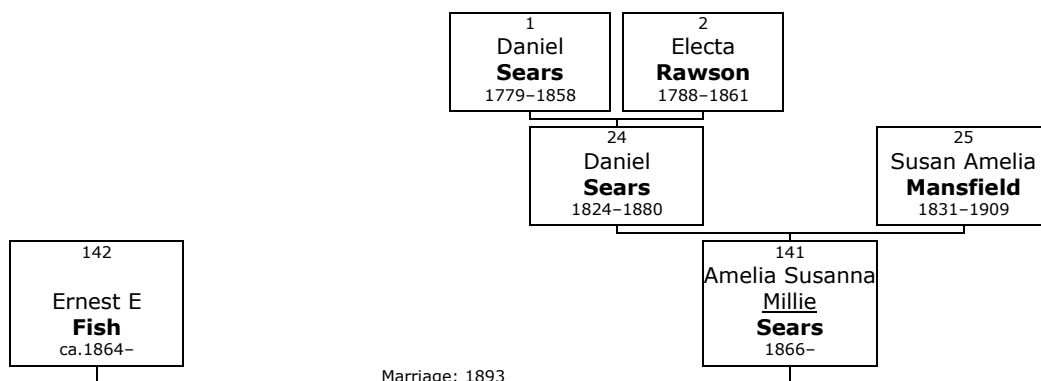 1
Daniel
Sears
1779–1858
2
Electa
Rawson
1788–1861
24
Daniel
Sears
1824–1880
25
Susan Amelia
Mansfield
1831–1909
142
Ernest E
Fish
ca.1864–
141
Amelia Susanna
Millie
Sears
1866–
Marriage: 1893